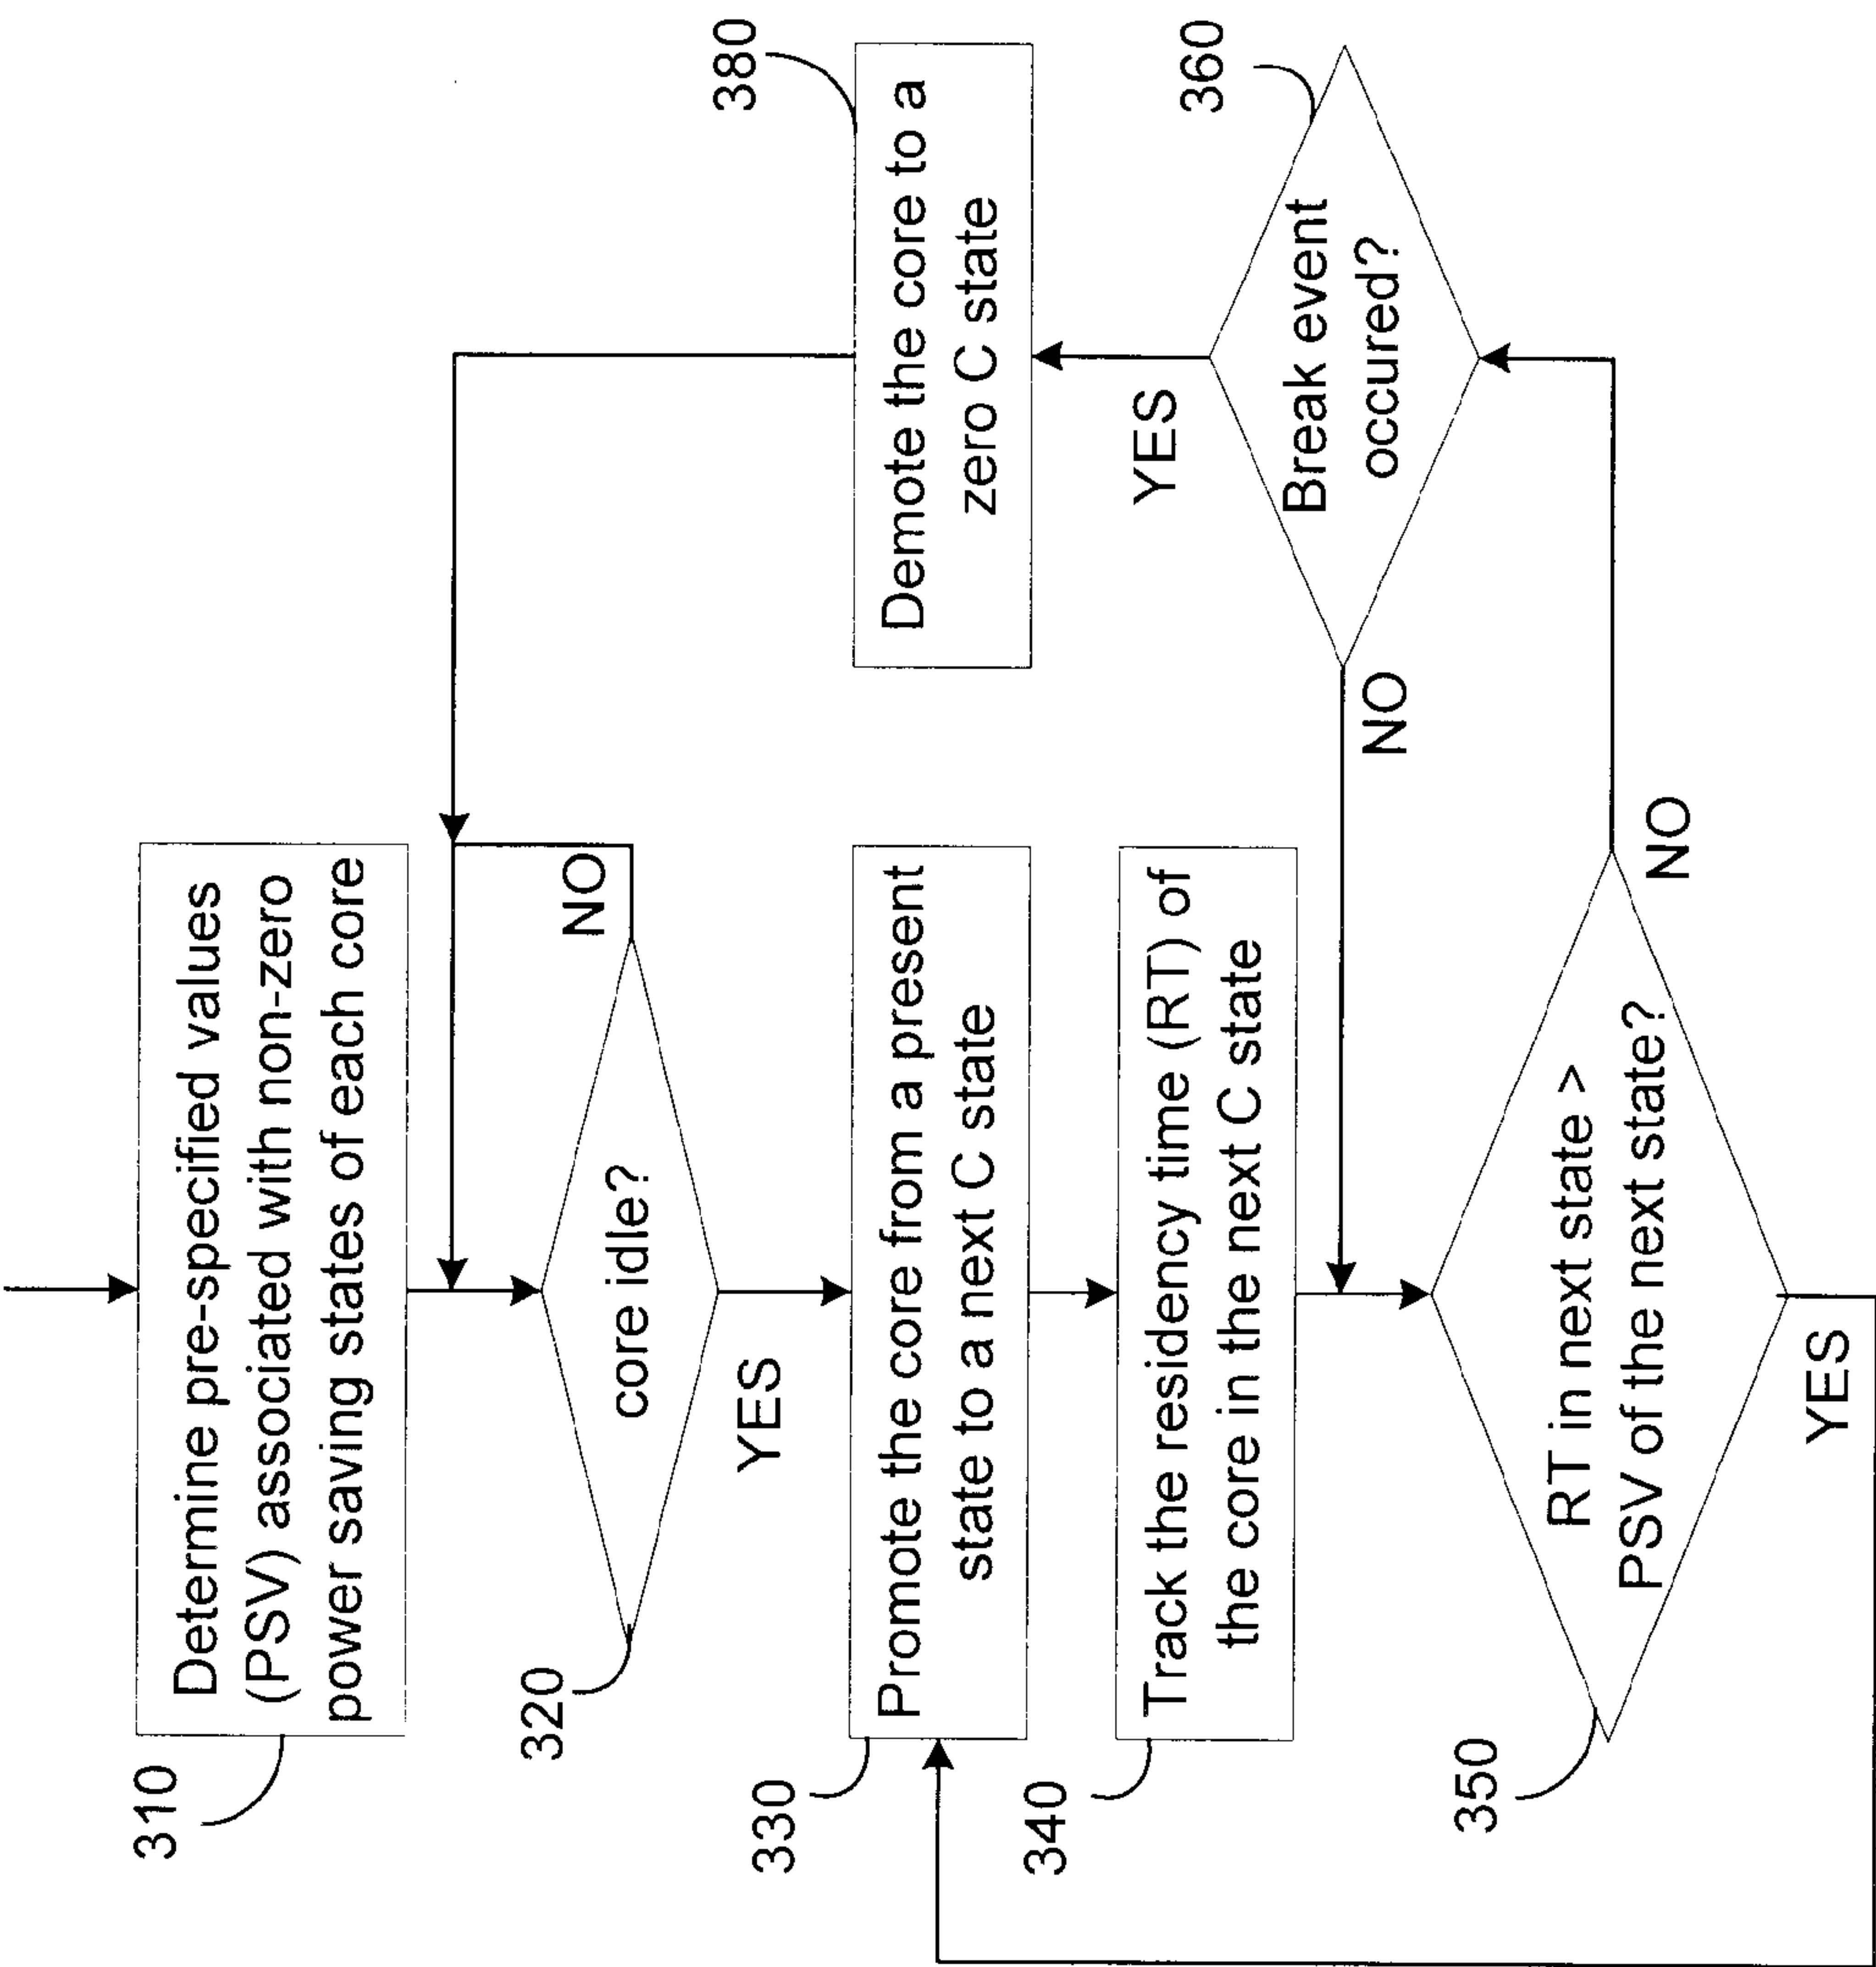 310
Determine pre-specified values
(PSV) associated with non-zero
power saving states of each core
320
core idle?
NO
YES
330
Promote the core from a present
state to a next C state
340
Track the residency time (RT) of
the core in the next C state
350
RT in next state >
PSV of the next state?
NO
YES
360
Break event
occured?
NO
YES
380
Demote the core to a
zero C state